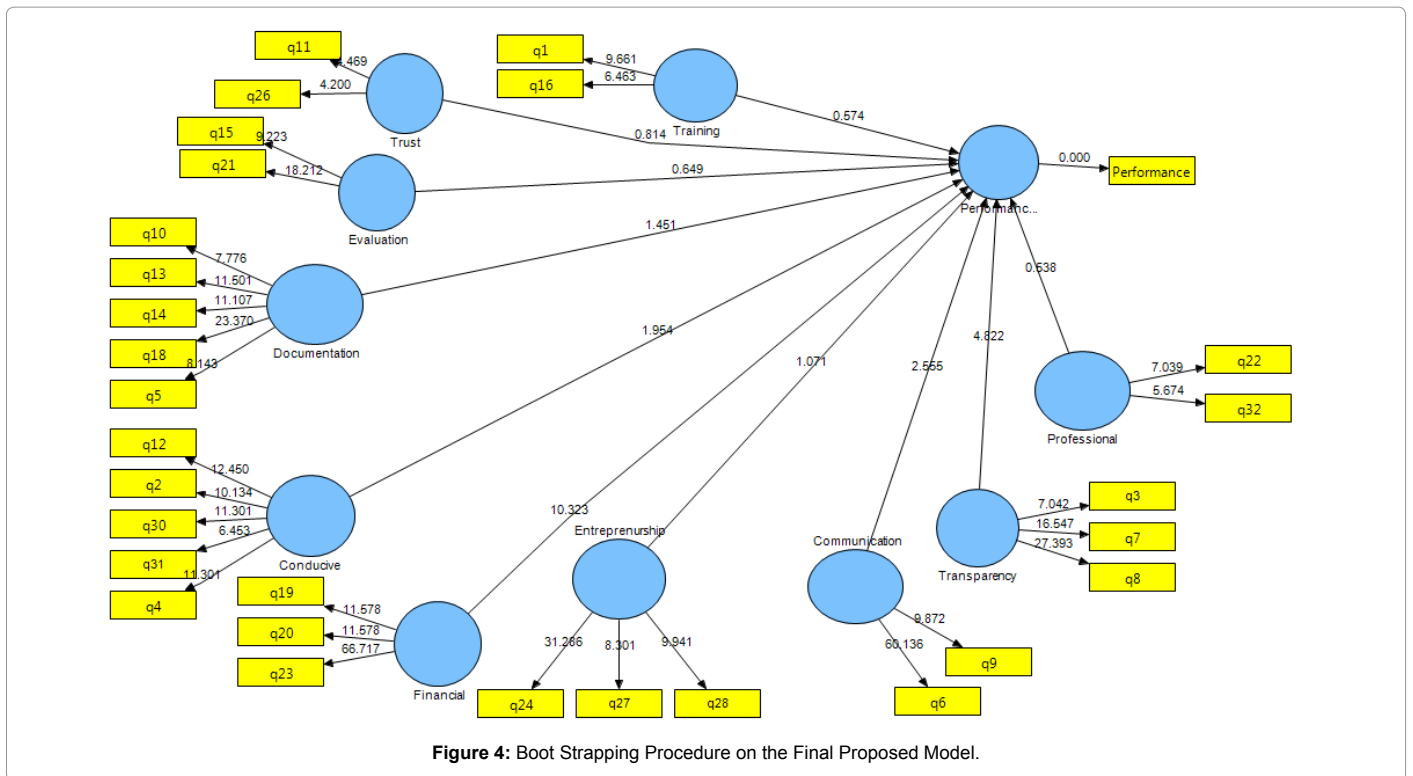 q11
.469
q26
4.200
Trust
q1
9.661
q16
6.463
Training
0.574
0.814
q15
9.223
q21
18.212
Evaluation
0.649
0.000
Performance
Performanc...
q10
7.776
q13
11.501
q14
11.107
q18
23.370
q5
8.143
Documentation
1.451
q12
12.450
q2
10.134
q30
11.301
q31
6.453
q4
11.301
Conducive
1.954
q19
11.578
q20
11.578
q23
66.717
Financial
10.323
Entreprenurship
1.071
31.286
8.301
9.941
q24
q27
q28
Communication
2.555
9.872
60.136
q9
q6
Transparency
4.822
7.042
q3
16.547
q7
27.393
q8
Professional
0.538
7.039
q22
5.674
q32
Figure 4: Boot Strapping Procedure on the Final Proposed Model.